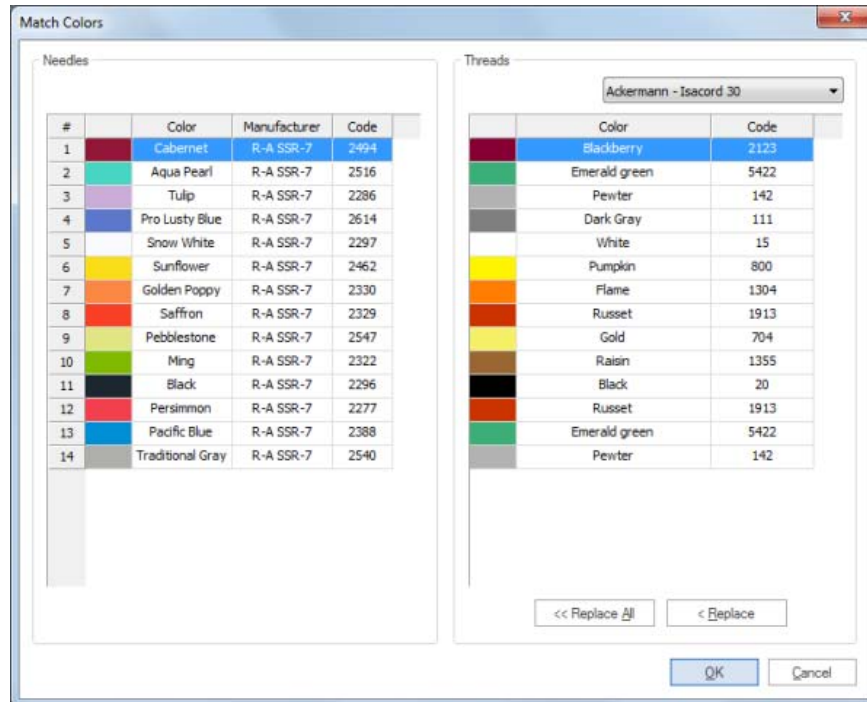 Match Colors
Needles
# Color Manufacturer Code
1 Cabernet R-A SSR-7 2494
2 Aqua Pearl R-A SSR-7 2516
3 Tulip R-A SSR-7 2286
4 Pro Lusty Blue R-A SSR-7 2614
5 Snow White R-A SSR-7 2297
6 Sunflower R-A SSR-7 2462
7 Golden Poppy R-A SSR-7 2330
8 Saffron R-A SSR-7 2329
9 Pebblestone R-A SSR-7 2547
10 Ming R-A SSR-7 2322
11 Black R-A SSR-7 2296
12 Persimmon R-A SSR-7 2277
13 Pacific Blue R-A SSR-7 2388
14 Traditional Gray R-A SSR-7 2540
Threads
Ackermann - Isacord 30
Color Code
Blackberry 2123
Emerald green 5422
Pewter 142
Dark Gray 111
White 15
Pumpkin 800
Flame 1304
Russet 1913
Gold 704
Raisin 1355
Black 20
Russet 1913
Emerald green 5422
Pewter 142
<< Replace All < Replace
OK Cancel